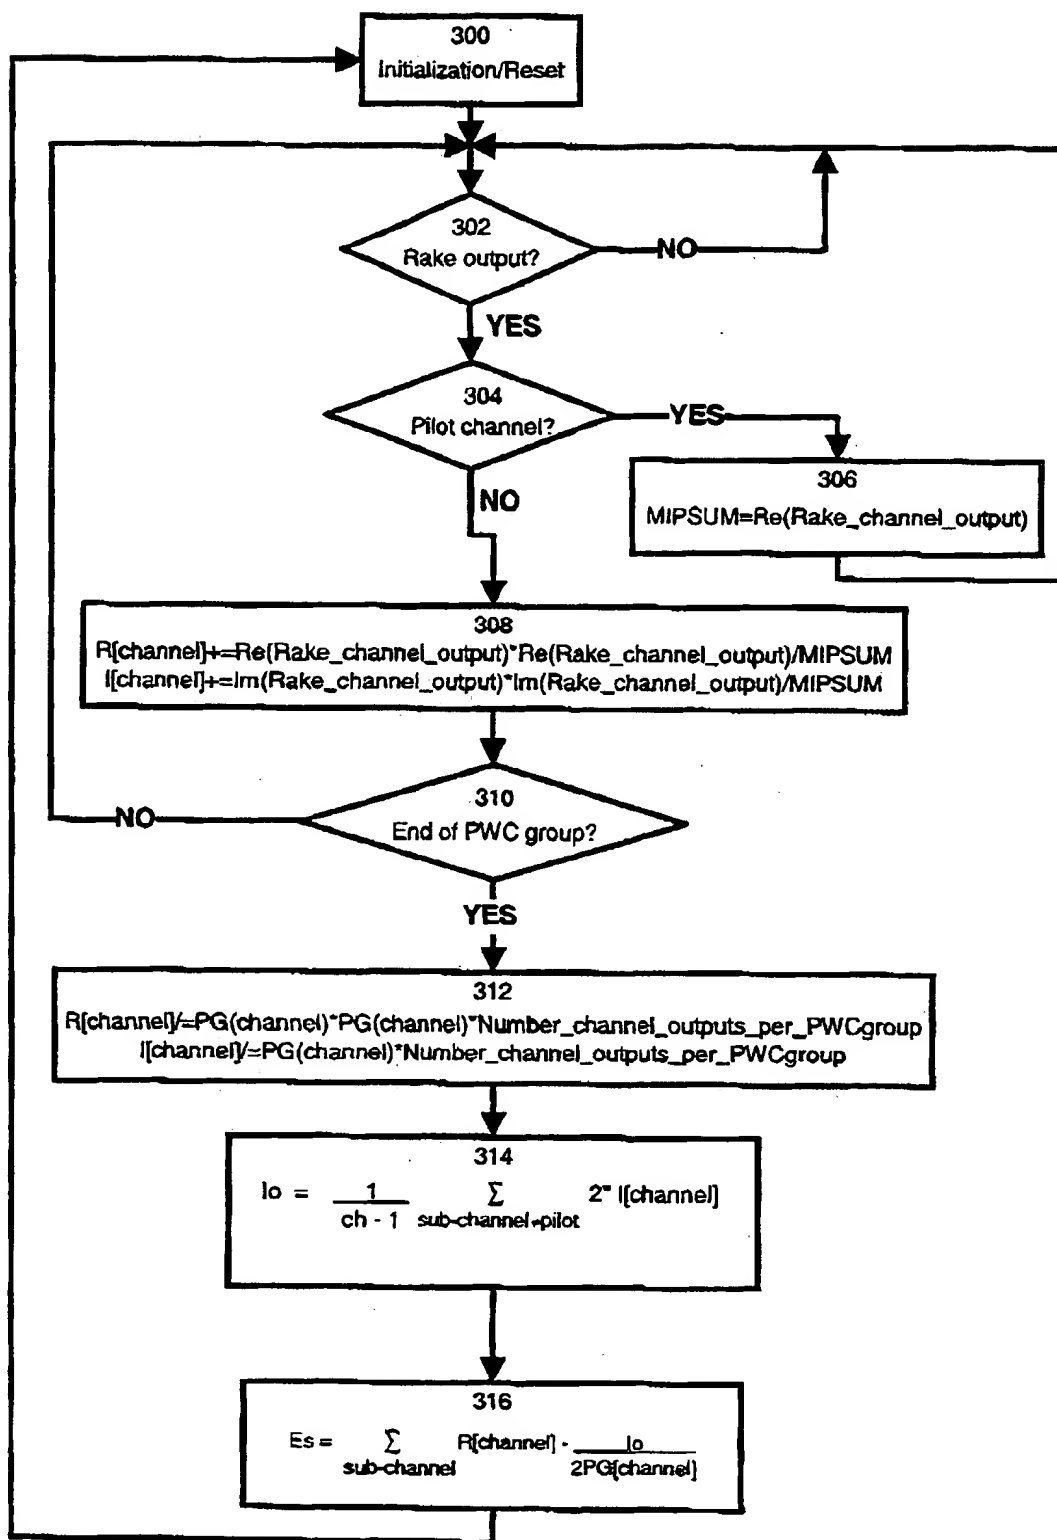 300
Initialization/Reset
302
Rake output?
NO
YES
304
Pilot channel?
YES
306
MIPSUM=Re(Rake_channel_output)
NO
308
R[channel]+=Re(Rake_channel_output)*Re(Rake_channel_output)/MIPSUM
I[channel]+=Im(Rake_channel_output)*Im(Rake_channel_output)/MIPSUM
310
End of PWC group?
NO
YES
312
R[channel]/=PG(channel)*PG(channel)*Number_channel_outputs_per_PWCgroup
I[channel]/=PG(channel)*Number_channel_outputs_per_PWCgroup
314
Io = 1 / ch - 1 Σ sub-channel≠pilot 2* I[channel]
316
Es = Σ sub-channel R[channel] - Io / 2PG[channel]